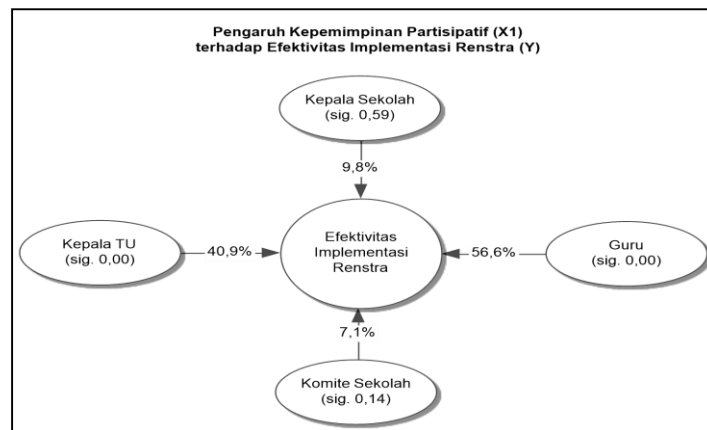 Pengaruh Kepemimpinan Partisipatif (X1)
terhadap Efektivitas Implementasi Renstra (Y)
Kepala Sekolah
(sig. 0,59)
9,8%
Kepala TU
(sig. 0,00)
40,9%
Efektivitas
Implementasi
Renstra
56,6%
Guru
(sig. 0,00)
7,1%
Komite Sekolah
(sig. 0,14)